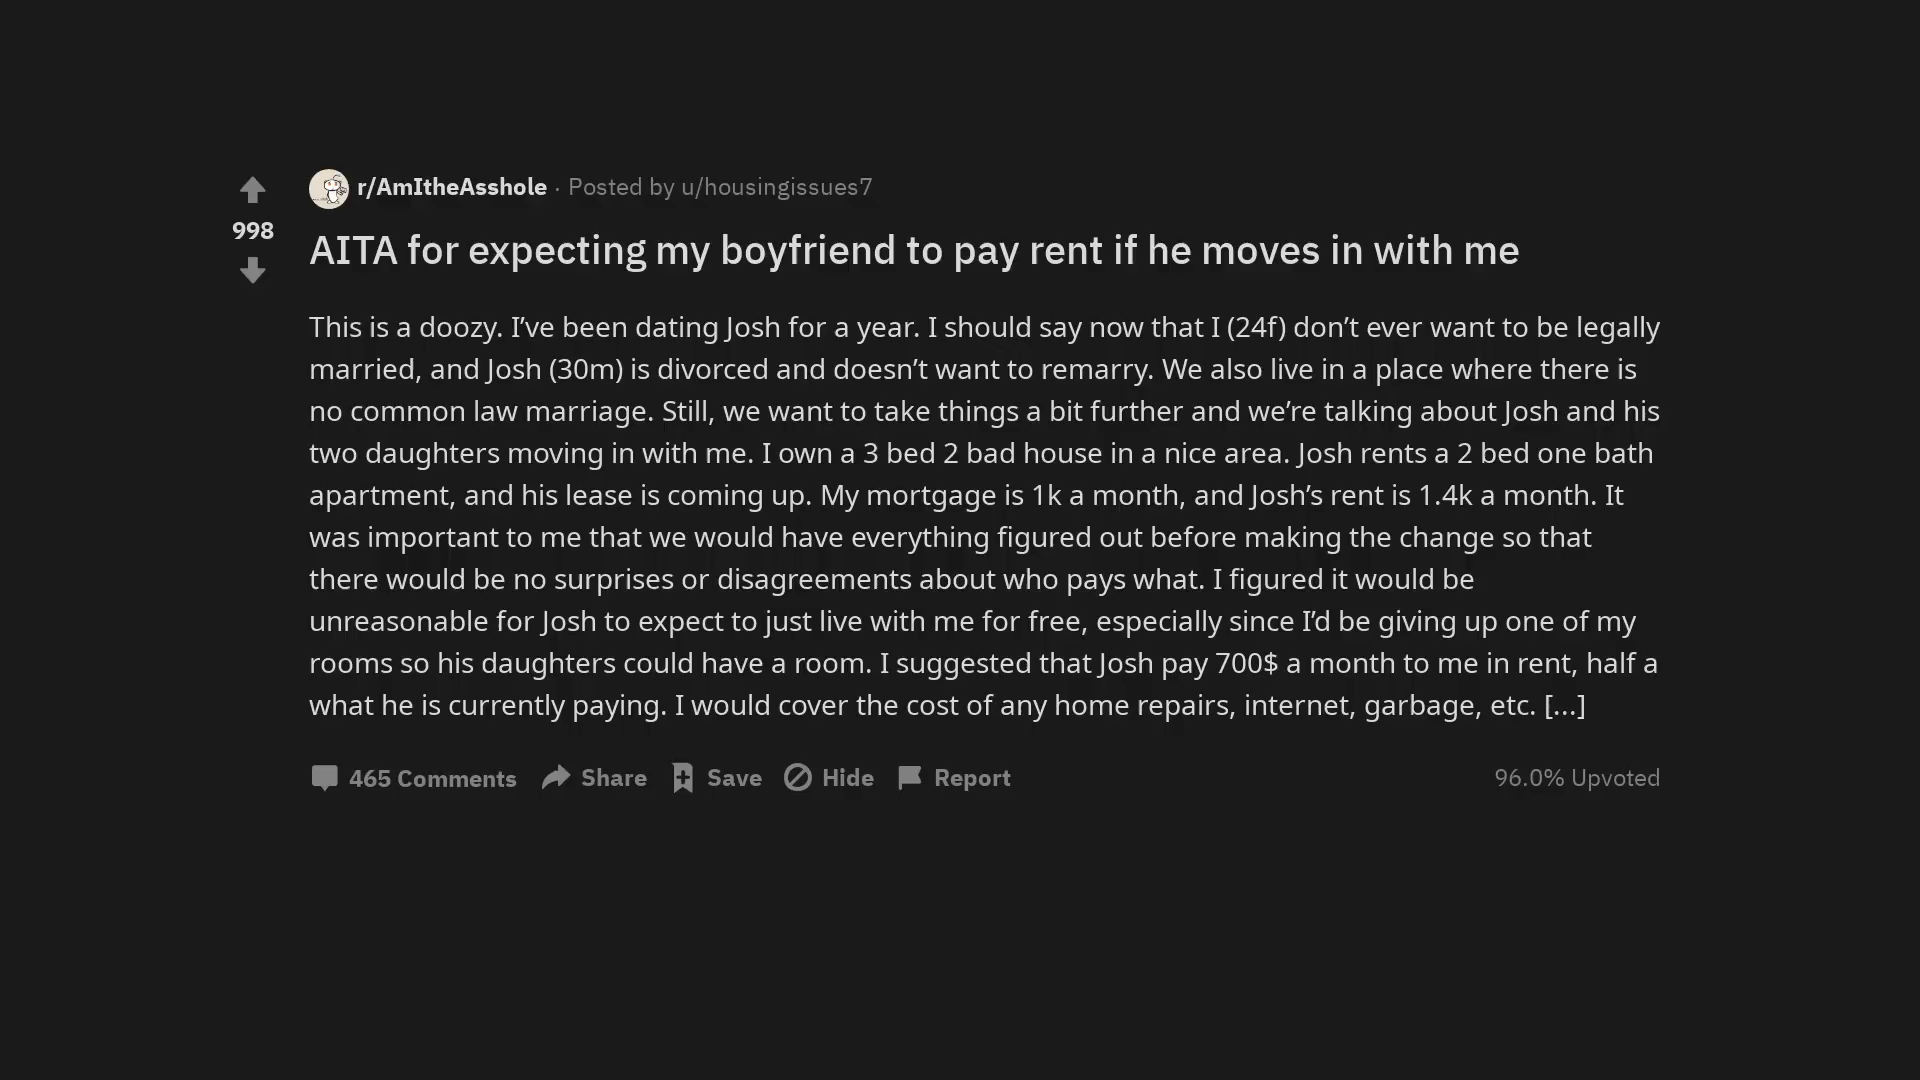 r/AmItheAsshole · Posted by u/housingissues7
998
AITA for expecting my boyfriend to pay rent if he moves in with me
This is a doozy. I’ve been dating Josh for a year. I should say now that I (24f) don’t ever want to be legally
married, and Josh (30m) is divorced and doesn’t want to remarry. We also live in a place where there is
no common law marriage. Still, we want to take things a bit further and we’re talking about Josh and his
two daughters moving in with me. I own a 3 bed 2 bad house in a nice area. Josh rents a 2 bed one bath
apartment, and his lease is coming up. My mortgage is 1k a month, and Josh’s rent is 1.4k a month. It
was important to me that we would have everything figured out before making the change so that
there would be no surprises or disagreements about who pays what. I figured it would be
unreasonable for Josh to expect to just live with me for free, especially since I’d be giving up one of my
rooms so his daughters could have a room. I suggested that Josh pay 700$ a month to me in rent, half a
what he is currently paying. I would cover the cost of any home repairs, internet, garbage, etc. [...]
465 Comments Share Save Hide Report 96.0% Upvoted